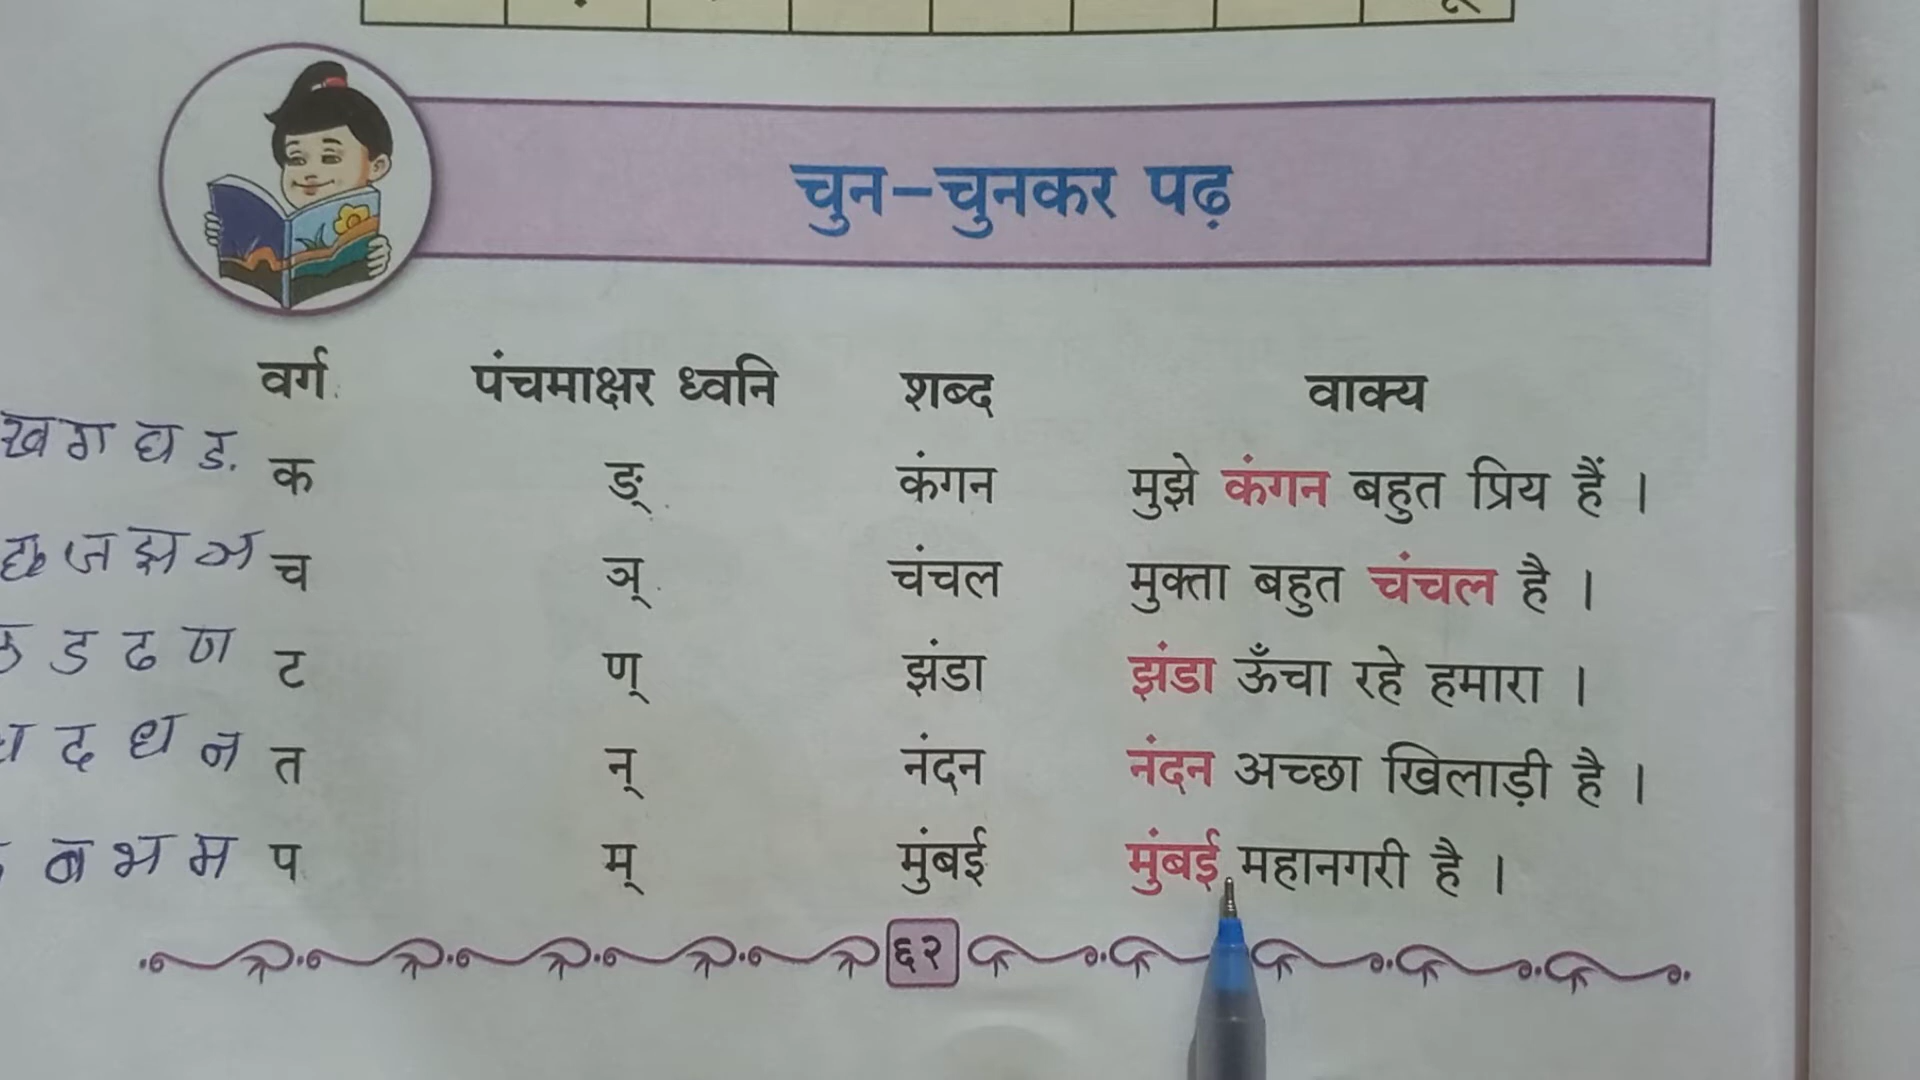 चुन-चुनकर पढ़
वर्ग पंचमाक्षर ध्वनि शब्द वाक्य
ख ग घ ड. क ङ् कंगन मुझे कंगन बहुत प्रिय हैं ।
छ ज झ ञ च ञ् चंचल मुक्ता बहुत चंचल है ।
ड ढ ण ट ण् झंडा झंडा ऊँचा रहे हमारा ।
द ध न त न् नंदन नंदन अच्छा खिलाड़ी है ।
ब भ म प म् मुंबई मुंबई महानगरी है ।
६२